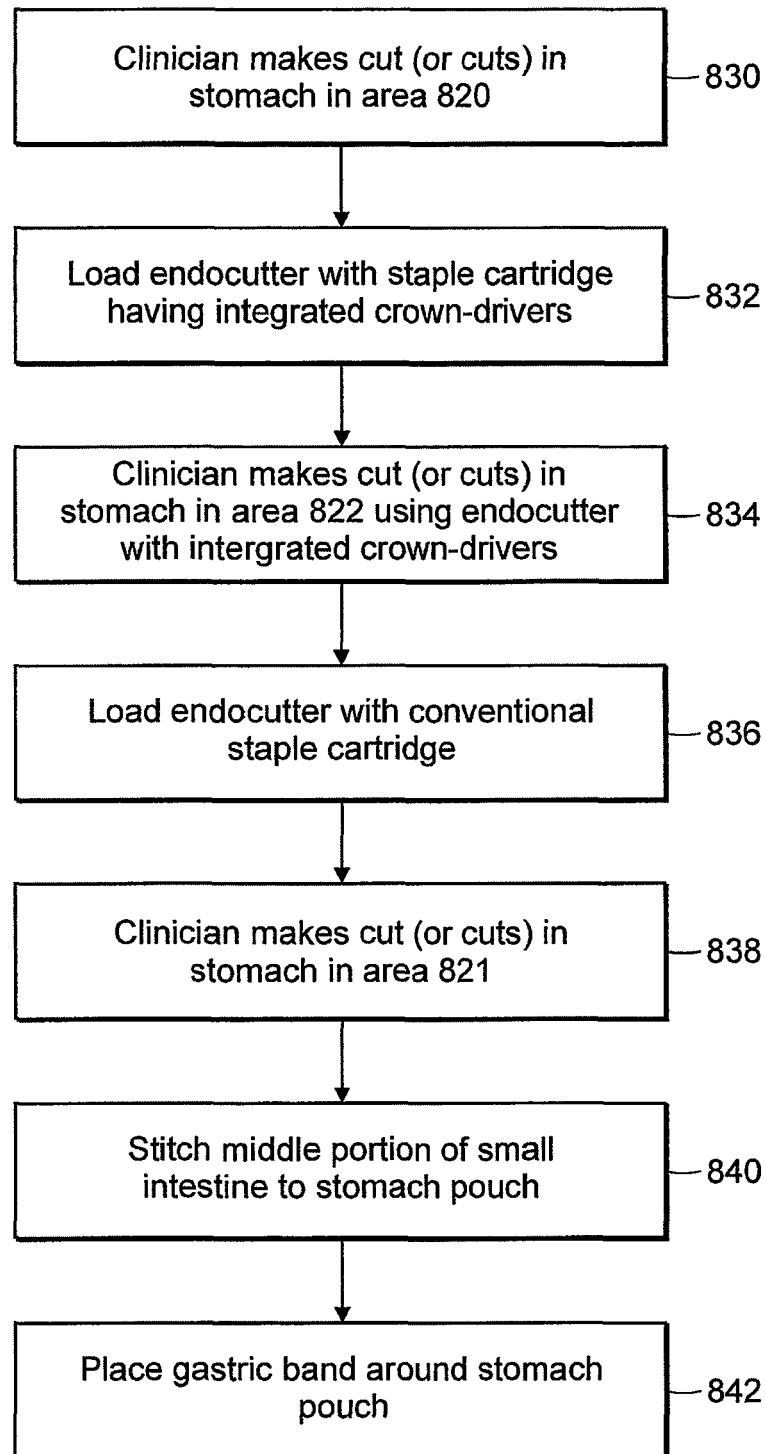 Clinician makes cut (or cuts) in
stomach in area 820
830
Load endocutter with staple cartridge
having integrated crown-drivers
832
Clinician makes cut (or cuts) in
stomach in area 822 using endocutter
with intergrated crown-drivers
834
Load endocutter with conventional
staple cartridge
836
Clinician makes cut (or cuts) in
stomach in area 821
838
Stitch middle portion of small
intestine to stomach pouch
840
Place gastric band around stomach
pouch
842